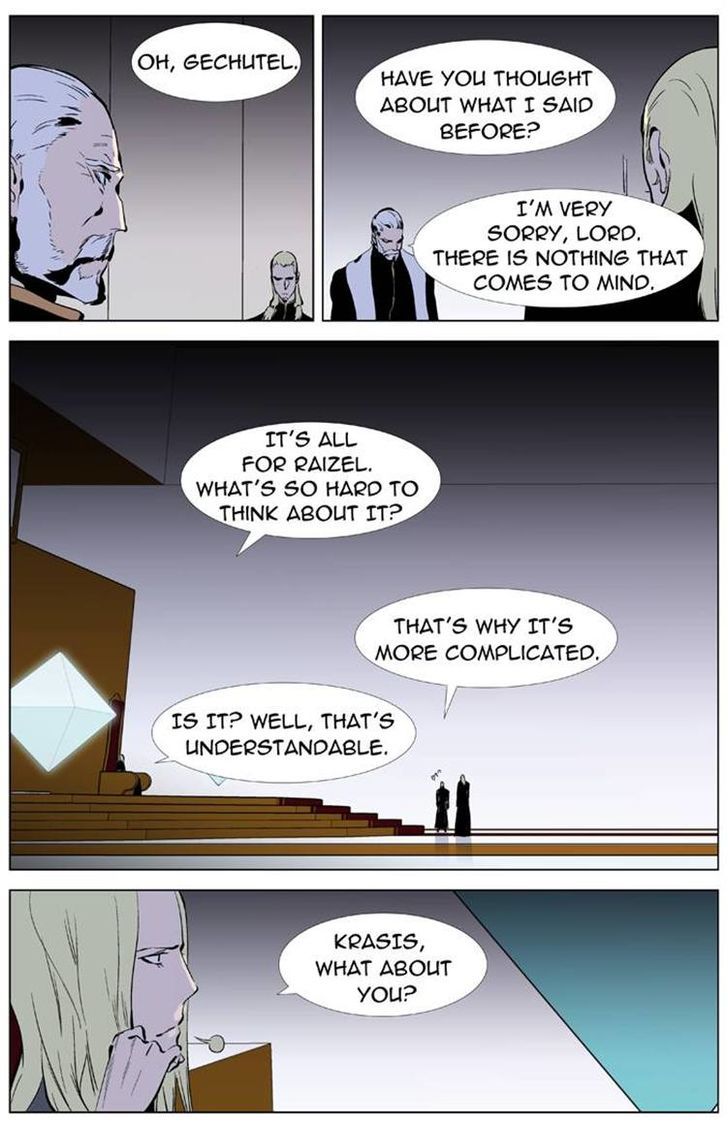 OH, GECHUTEL.
HAVE YOU THOUGHT
ABOUT WHAT I SAID
BEFORE?
I'M VERY
SORRY, LORD.
THERE IS NOTHING THAT
COMES TO MIND.
IT'S ALL
FOR RAIZEL.
WHAT'S SO HARD TO
THINK ABOUT IT?
THAT'S WHY IT'S
MORE COMPLICATED.
IS IT? WELL, THAT'S
UNDERSTANDABLE.
KRASIS,
WHAT ABOUT
YOU?